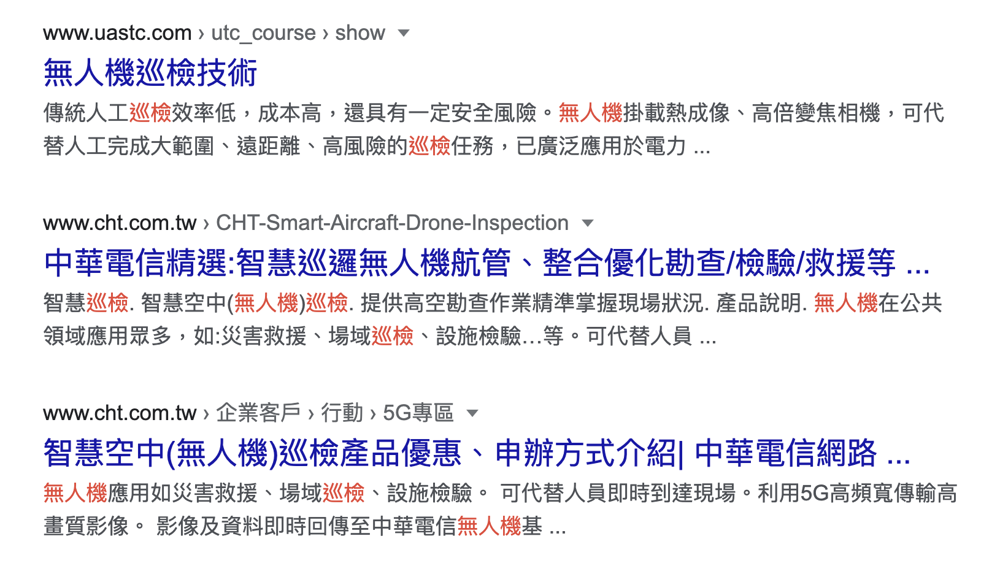 www.uastc.com › utc_course › show
無人機巡檢技術
傳統人工巡檢效率低，成本高，還具有一定安全風險。無人機掛載熱成像、高倍變焦相機，可代
替人工完成大範圍、遠距離、高風險的巡檢任務，已廣泛應用於電力 ...
www.cht.com.tw › CHT-Smart-Aircraft-Drone-Inspection
中華電信精選:智慧巡邏無人機航管、整合優化勘查/檢驗/救援等 ...
智慧巡檢. 智慧空中(無人機)巡檢. 提供高空勘查作業精準掌握現場狀況. 產品說明. 無人機在公共
領域應用眾多，如:災害救援、場域巡檢、設施檢驗…等。可代替人員 ...
www.cht.com.tw › 企業客戶 › 行動 › 5G專區
智慧空中(無人機)巡檢產品優惠、申辦方式介紹| 中華電信網路 ...
無人機應用如災害救援、場域巡檢、設施檢驗。 可代替人員即時到達現場。利用5G高頻寬傳輸高
畫質影像。 影像及資料即時回傳至中華電信無人機基 ...